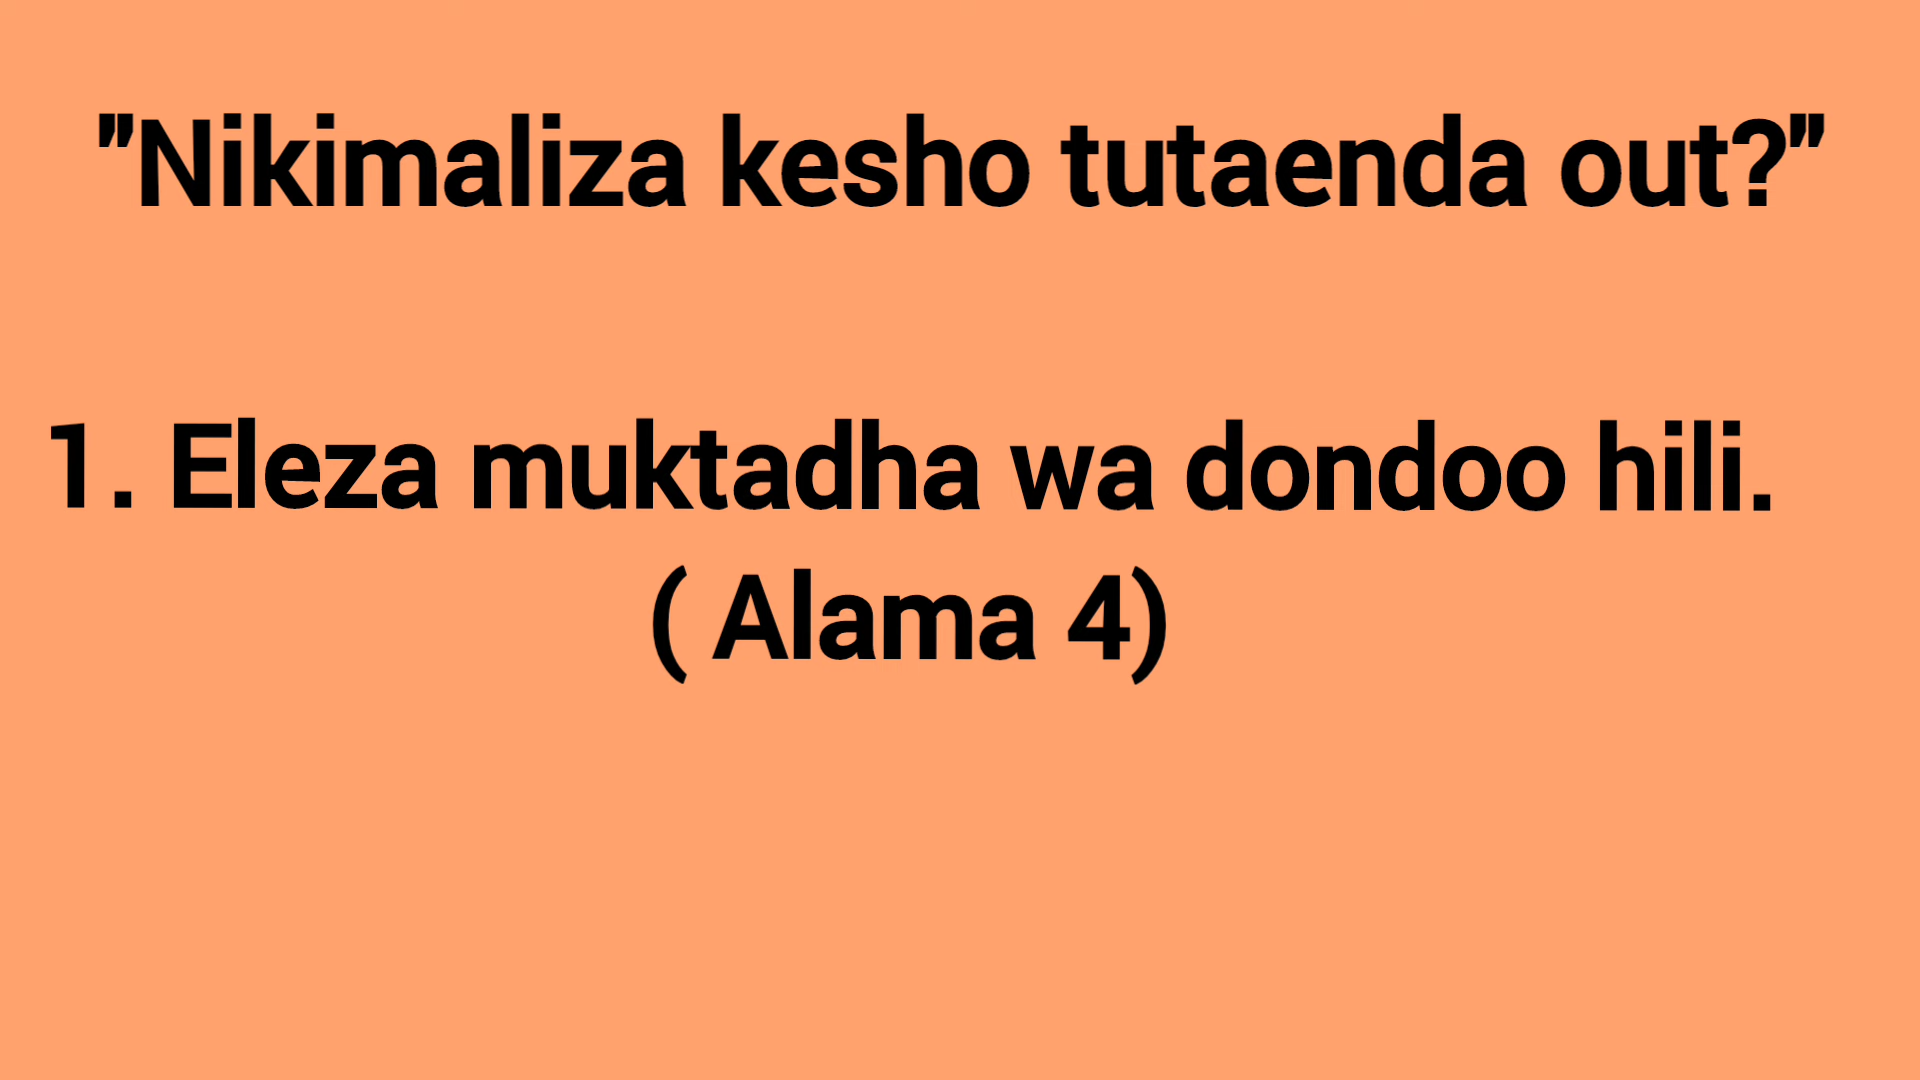 "Nikimaliza kesho tutaenda out?"
1. Eleza muktadha wa dondoo hili.
( Alama 4)